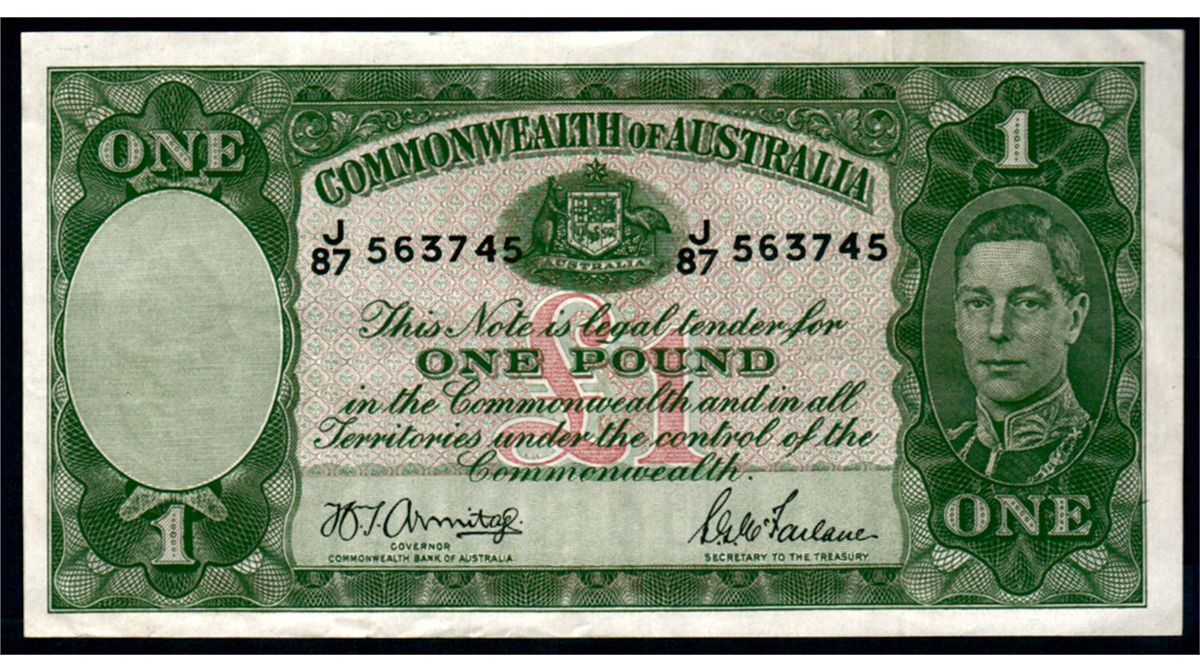 ONE
1
COMMONWEALTH OF AUSTRALIA
J/87 563745
J/87 563745
AUSTRALIA
£1
This Note is legal tender for
ONE POUND
in the Commonwealth and in all
Territories under the control of the
Commonwealth.
H.T. Armitage.
S.G. McFarlane
GOVERNOR
COMMONWEALTH BANK OF AUSTRALIA.
SECRETARY TO THE TREASURY.
1
ONE